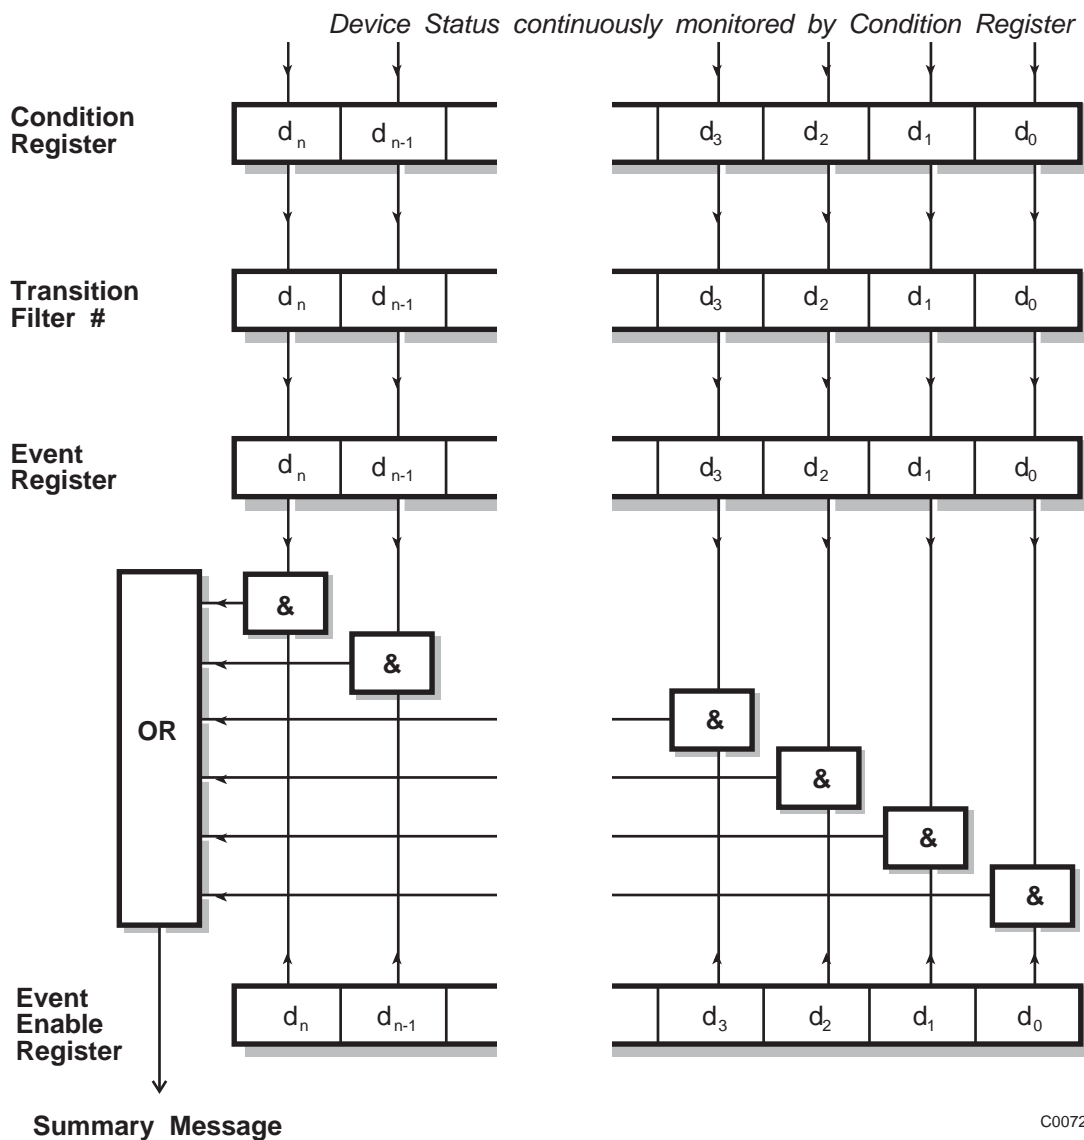 Device Status continuously monitored by Condition Register
Condition
Register
d n d n-1 d3 d2 d1 d0
Transition
Filter #
d n d n-1 d3 d2 d1 d0
Event
Register
d n d n-1 d3 d2 d1 d0
&
&
&
OR
&
&
&
Event
Enable
Register
dn dn-1 d3 d2 d1 d0
Summary Message
C0072